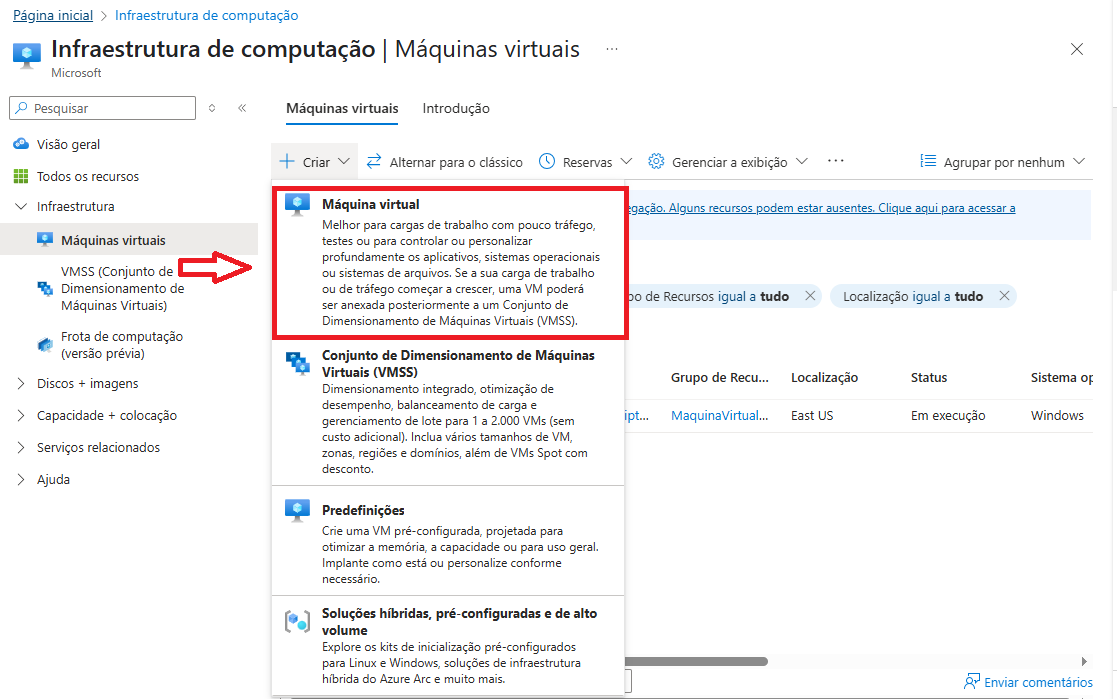 Página inicial > Infraestrutura de computação
Infraestrutura de computação | Máquinas virtuais ...
Microsoft
Pesquisar
Visão geral
Todos os recursos
Infraestrutura
Máquinas virtuais
VMSS (Conjunto de
Dimensionamento de
Máquinas Virtuais)
Frota de computação
(versão prévia)
Discos + imagens
Capacidade + colocação
Serviços relacionados
Ajuda
Máquinas virtuais Introdução
Criar Alternar para o clássico Reservas Gerenciar a exibição ... Agrupar por nenhum
Máquina virtual
Melhor para cargas de trabalho com pouco tráfego,
testes ou para controlar ou personalizar
profundamente os aplicativos, sistemas operacionais
ou sistemas de arquivos. Se a sua carga de trabalho
ou de tráfego começar a crescer, uma VM poderá
ser anexada posteriormente a um Conjunto de
Dimensionamento de Máquinas Virtuais (VMSS).
Conjunto de Dimensionamento de Máquinas
Virtuais (VMSS)
Dimensionamento integrado, otimização de
desempenho, balanceamento de carga e
gerenciamento de lote para 1 a 2.000 VMs (sem
custo adicional). Inclua vários tamanhos de VM,
zonas, regiões e domínios, além de VMs Spot com
desconto.
Predefinições
Crie uma VM pré-configurada, projetada para
otimizar a memória, a capacidade ou para uso geral.
Implante como está ou personalize conforme
necessário.
Soluções híbridas, pré-configuradas e de alto
volume
Explore os kits de inicialização pré-configurados
para Linux e Windows, soluções de infraestrutura
híbrida do Azure Arc e muito mais.
egação. Alguns recursos podem estar ausentes. Clique aqui para acessar a
po de Recursos igual a tudo Localização igual a tudo
Grupo de Recu... Localização Status Sistema op
ipt... MaquinaVirtual... East US Em execução Windows
Enviar comentários